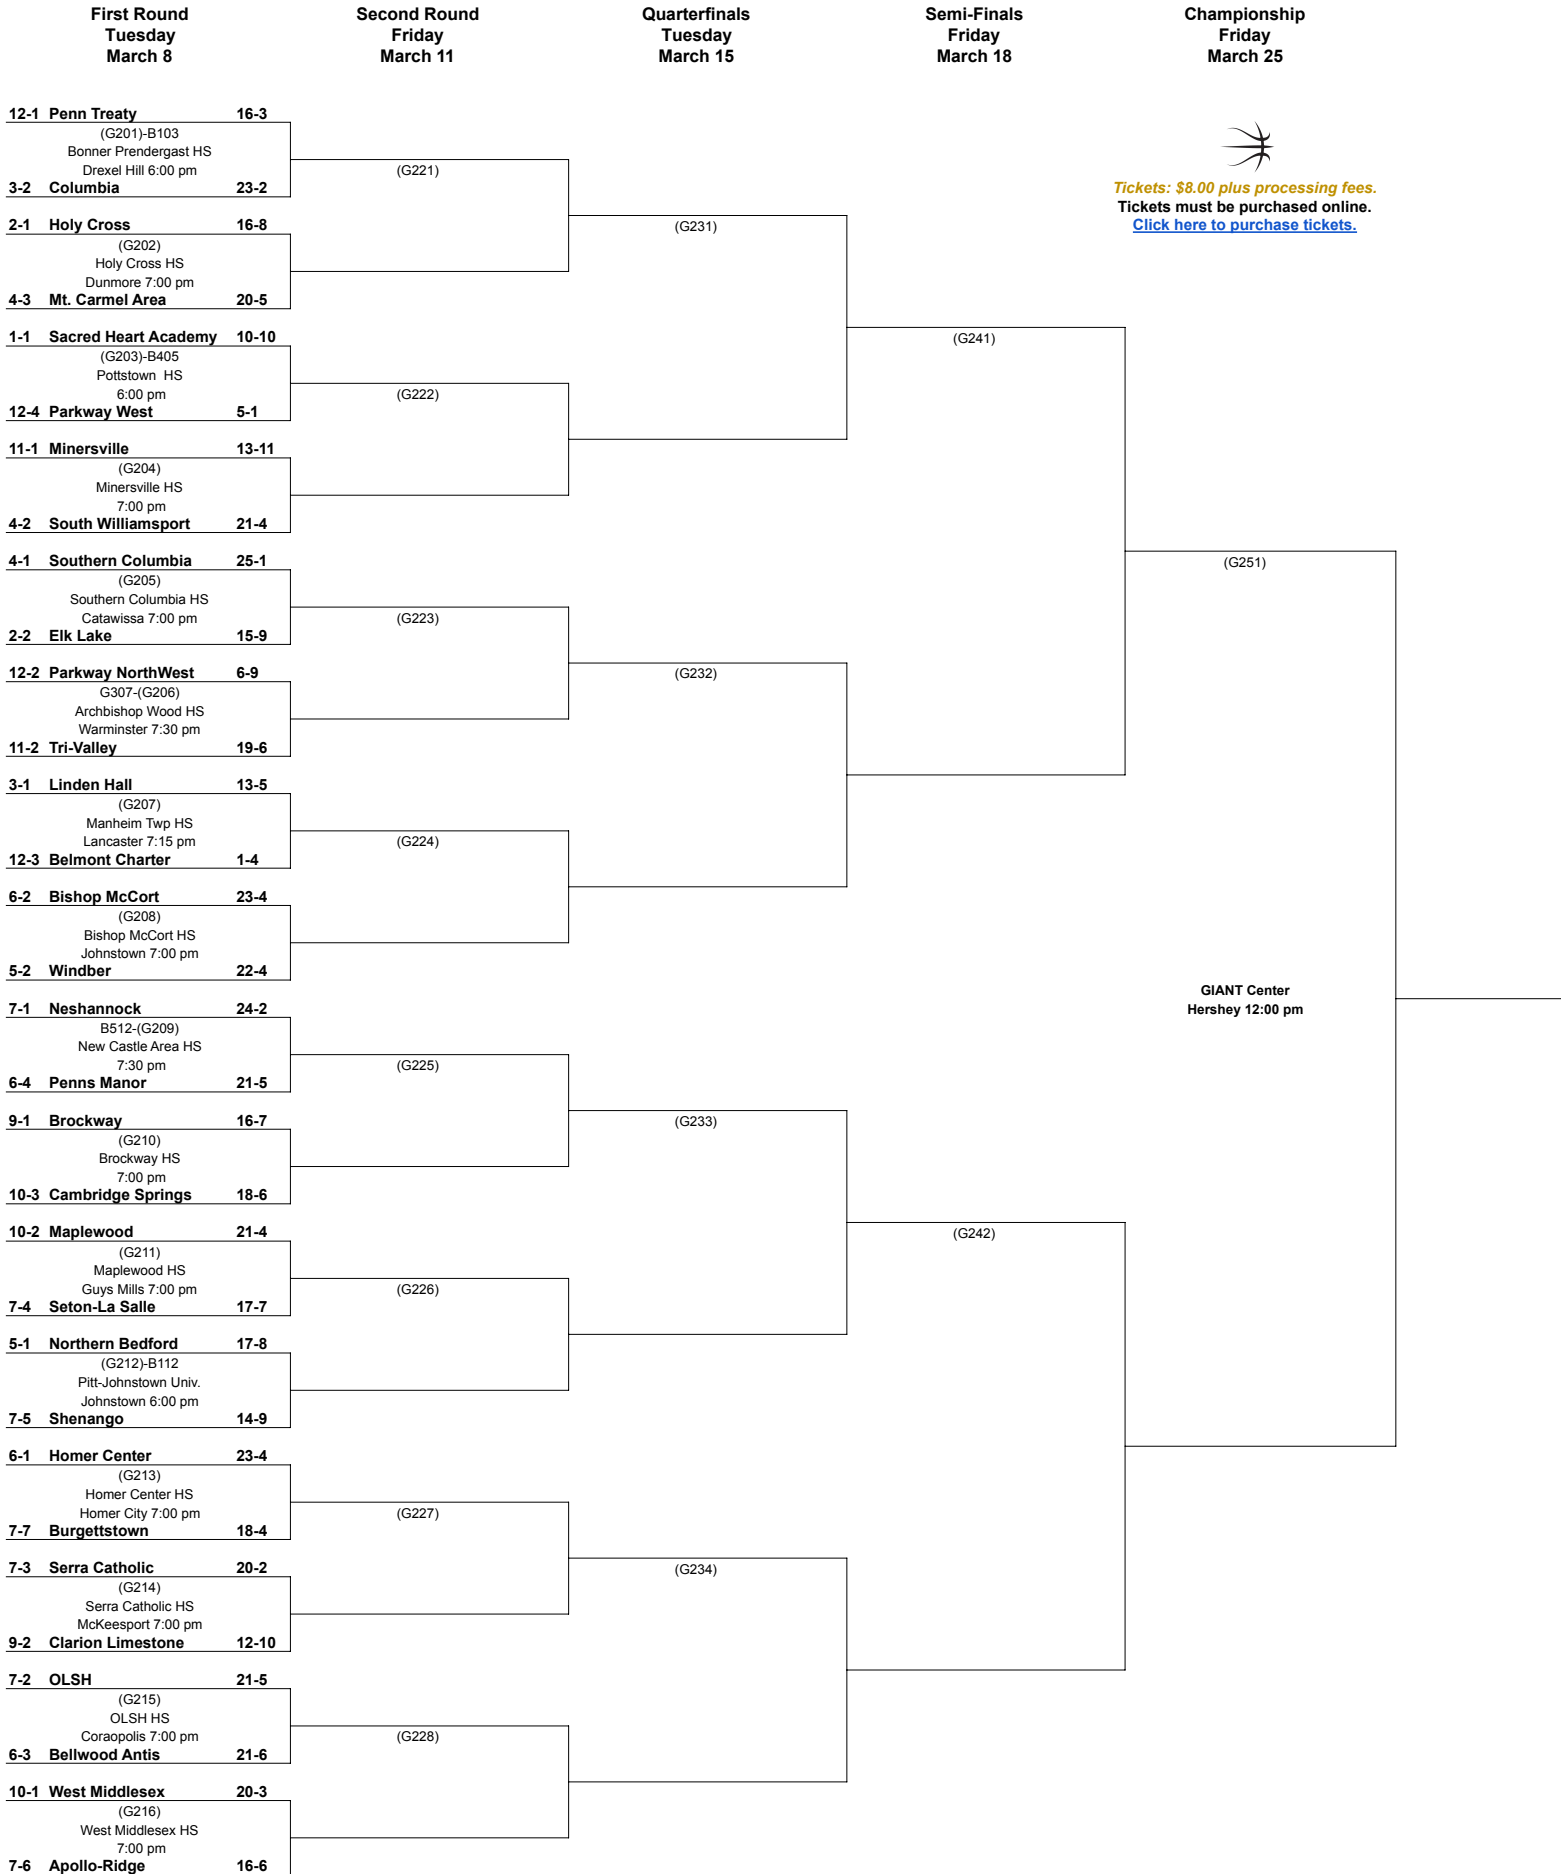 First Round
Tuesday
March 8
Second Round
Friday
March 11
Quarterfinals
Tuesday
March 15
Semi-Finals
Friday
March 18
Championship
Friday
March 25
12-1 Penn Treaty 16-3
(G201)-B103
Bonner Prendergast HS
Drexel Hill 6:00 pm
3-2 Columbia 23-2
2-1 Holy Cross 16-8
(G202)
Holy Cross HS
Dunmore 7:00 pm
4-3 Mt. Carmel Area 20-5
1-1 Sacred Heart Academy 10-10
(G203)-B405
Pottstown HS
6:00 pm
12-4 Parkway West 5-1
11-1 Minersville 13-11
(G204)
Minersville HS
7:00 pm
4-2 South Williamsport 21-4
4-1 Southern Columbia 25-1
(G205)
Southern Columbia HS
Catawissa 7:00 pm
2-2 Elk Lake 15-9
12-2 Parkway NorthWest 6-9
G307-(G206)
Archbishop Wood HS
Warminster 7:30 pm
11-2 Tri-Valley 19-6
3-1 Linden Hall 13-5
(G207)
Manheim Twp HS
Lancaster 7:15 pm
12-3 Belmont Charter 1-4
6-2 Bishop McCort 23-4
(G208)
Bishop McCort HS
Johnstown 7:00 pm
5-2 Windber 22-4
7-1 Neshannock 24-2
B512-(G209)
New Castle Area HS
7:30 pm
6-4 Penns Manor 21-5
9-1 Brockway 16-7
(G210)
Brockway HS
7:00 pm
10-3 Cambridge Springs 18-6
10-2 Maplewood 21-4
(G211)
Maplewood HS
Guys Mills 7:00 pm
7-4 Seton-La Salle 17-7
5-1 Northern Bedford 17-8
(G212)-B112
Pitt-Johnstown Univ.
Johnstown 6:00 pm
7-5 Shenango 14-9
6-1 Homer Center 23-4
(G213)
Homer Center HS
Homer City 7:00 pm
7-7 Burgettstown 18-4
7-3 Serra Catholic 20-2
(G214)
Serra Catholic HS
McKeesport 7:00 pm
9-2 Clarion Limestone 12-10
7-2 OLSH 21-5
(G215)
OLSH HS
Coraopolis 7:00 pm
6-3 Bellwood Antis 21-6
10-1 West Middlesex 20-3
(G216)
West Middlesex HS
7:00 pm
7-6 Apollo-Ridge 16-6
(G221)
(G222)
(G223)
(G224)
(G225)
(G226)
(G227)
(G228)
(G231)
(G232)
(G233)
(G234)
(G241)
(G242)
Tickets: $8.00 plus processing fees.
Tickets must be purchased online.
Click here to purchase tickets.
(G251)
GIANT Center
Hershey 12:00 pm